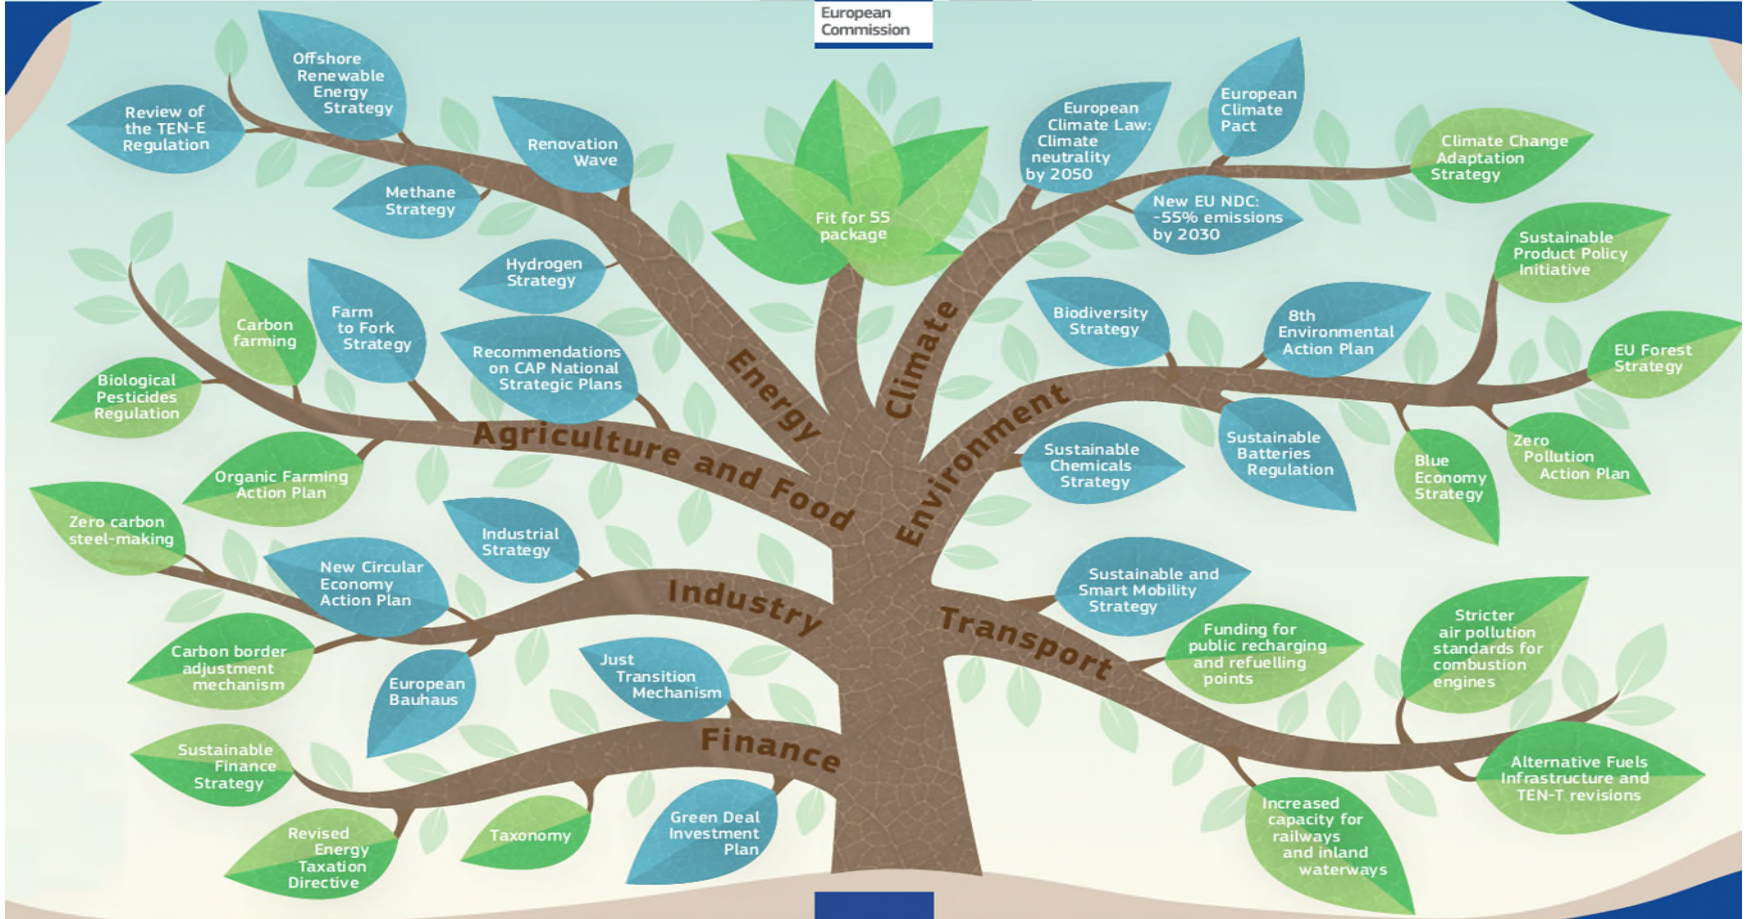 European
Commission
Offshore
Renewable
Energy
Strategy
Review of
the TEN-E
Regulation
Renovation
Wave
Methane
Strategy
Hydrogen
Strategy
Energy
Fit for 55
package
European
Climate Law:
Climate
neutrality
by 2050
European
Climate
Pact
Climate Change
Adaptation
Strategy
New EU NDC:
-55% emissions
by 2030
Climate
Carbon
farming
Farm
to Fork
Strategy
Recommendations
on CAP National
Strategic Plans
Biological
Pesticides
Regulation
Organic Farming
Action Plan
Agriculture and Food
Biodiversity
Strategy
8th
Environmental
Action Plan
Sustainable
Product Policy
Initiative
EU Forest
Strategy
Sustainable
Chemicals
Strategy
Sustainable
Batteries
Regulation
Blue
Economy
Strategy
Zero
Pollution
Action Plan
Environment
Zero carbon
steel-making
New Circular
Economy
Action Plan
Industrial
Strategy
Carbon border
adjustment
mechanism
European
Bauhaus
Industry
Sustainable and
Smart Mobility
Strategy
Funding for
public recharging
and refuelling
points
Stricter
air pollution
standards for
combustion
engines
Alternative Fuels
Infrastructure and
TEN-T revisions
Increased
capacity for
railways
and inland
waterways
Transport
Just
Transition
Mechanism
Sustainable
Finance
Strategy
Revised
Energy
Taxation
Directive
Taxonomy
Green Deal
Investment
Plan
Finance